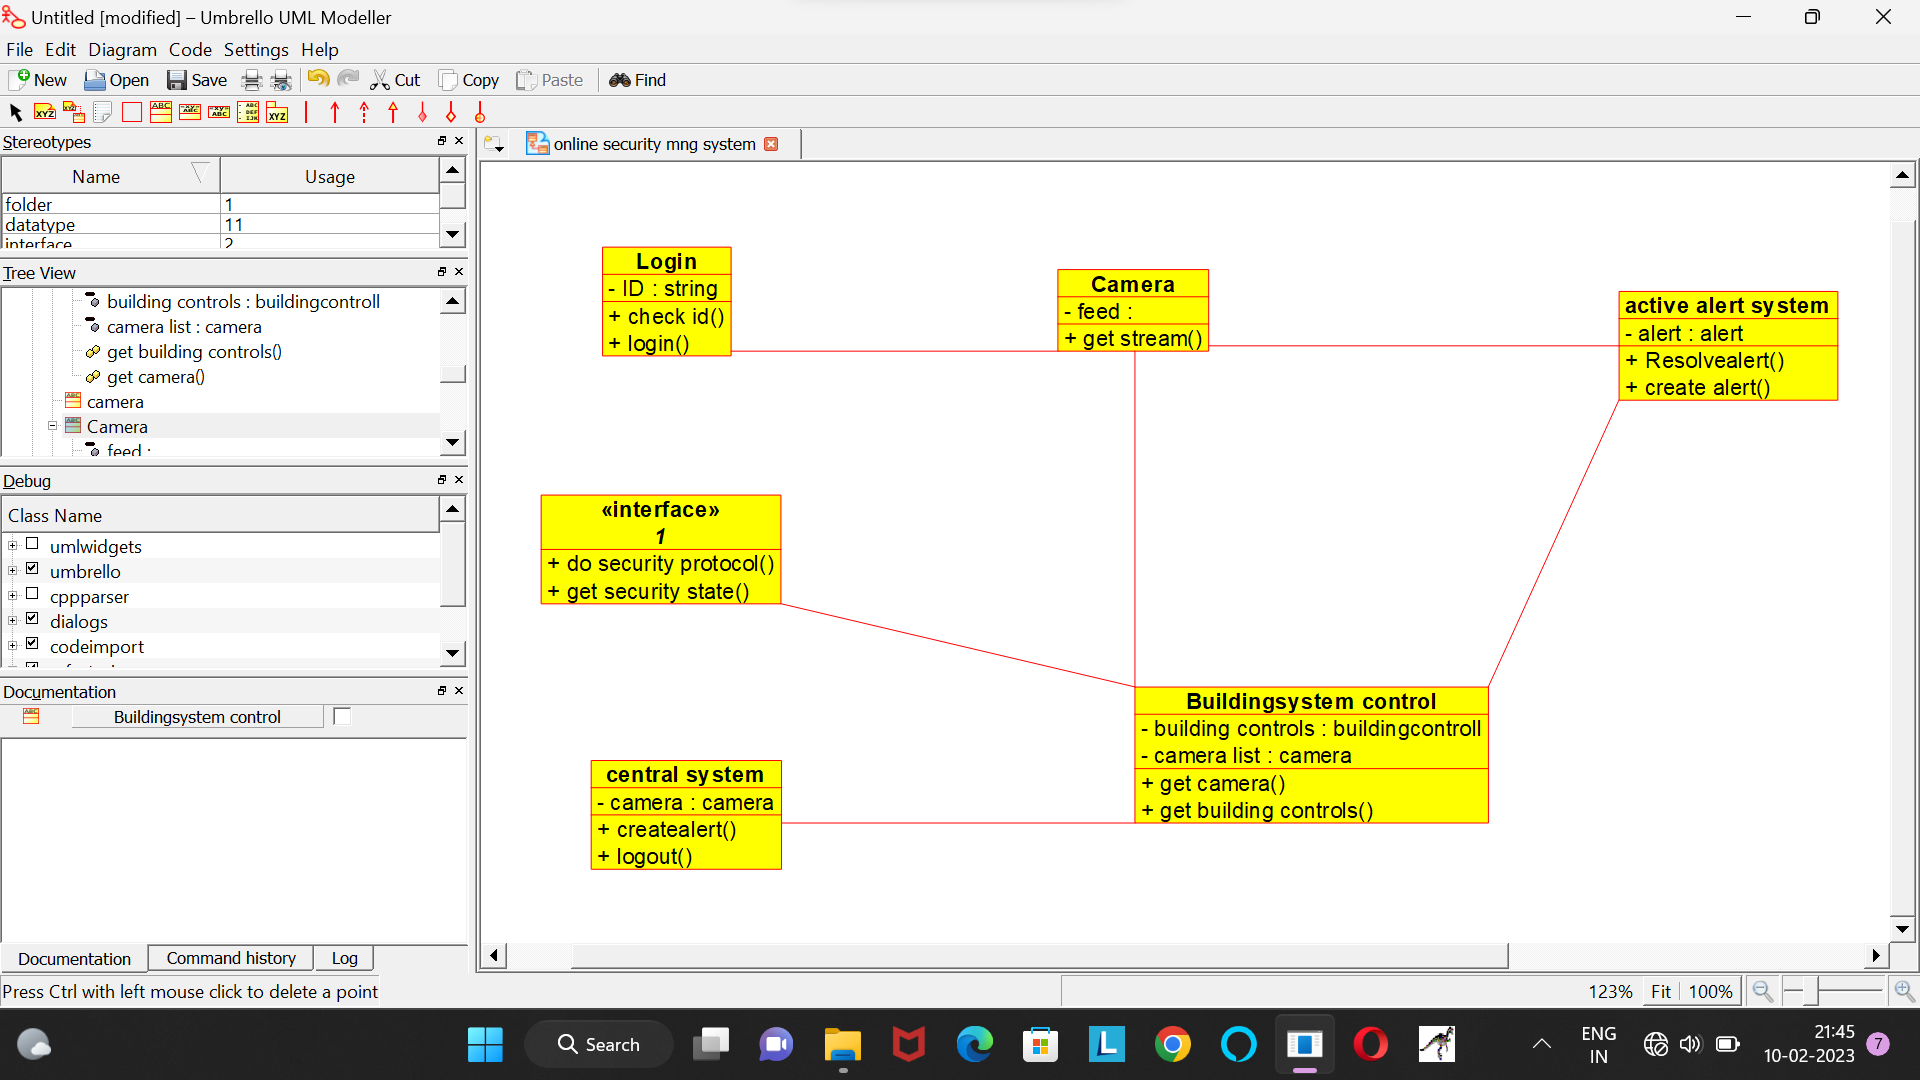 Untitled [modified] – Umbrello UML Modeller
File Edit Diagram Code Settings Help
New Open Save Cut Copy Paste Find
Stereotypes
Name Usage
folder 1
datatype 11
interface 2
Tree View
building controls : buildingcontroll
camera list : camera
get building controls()
get camera()
camera
Camera
feed :
Debug
Class Name
umlwidgets
umbrello
cppparser
dialogs
codeimport
Documentation
Buildingsystem control
Documentation Command history Log
Press Ctrl with left mouse click to delete a point
online security mng system
Login
- ID : string
+ check id()
+ login()
Camera
- feed :
+ get stream()
active alert system
- alert : alert
+ Resolvealert()
+ create alert()
«interface»
1
+ do security protocol()
+ get security state()
Buildingsystem control
- building controls : buildingcontroll
- camera list : camera
+ get camera()
+ get building controls()
central system
- camera : camera
+ createalert()
+ logout()
123% Fit 100%
Search
ENG
IN
21:45
10-02-2023
7